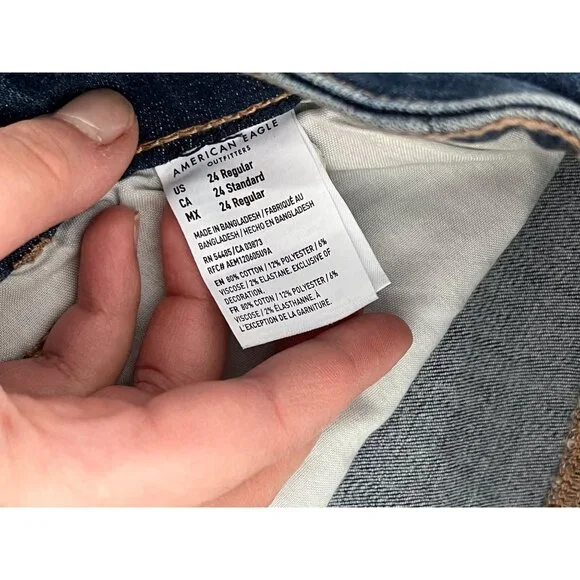 AMERICAN EAGLE
OUTFITTERS
US 24 Regular
CA 24 Standard
MX 24 Regular
MADE IN BANGLADESH / FABRIQUÉ AU
BANGLADESH / HECHO EN BANGLADESH
RN 54485/CA 03873
RFC# AEM120605U9A
EN 80% COTTON / 12% POLYESTER / 6%
VISCOSE / 2% ELASTANE. EXCLUSIVE OF
DECORATION.
FR 80% COTON / 12% POLYESTER / 6%
VISCOSE / 2% ÉLASTHANNE. À
L'EXCEPTION DE LA GARNITURE.